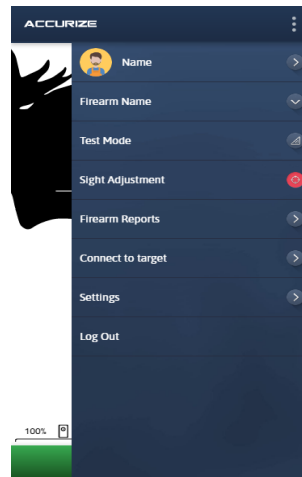 ACCURIZE
Name
Firearm Name
Test Mode
Sight Adjustment
Firearm Reports
Connect to target
Settings
Log Out
100%